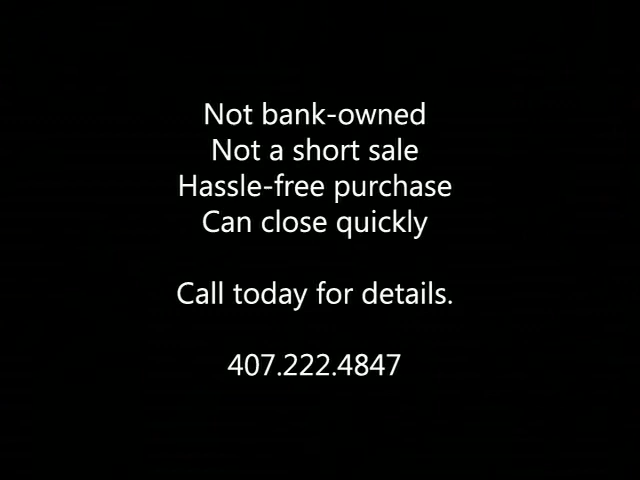 Not bank-owned
Not a short sale
Hassle-free purchase
Can close quickly
Call today for details.
407.222.4847